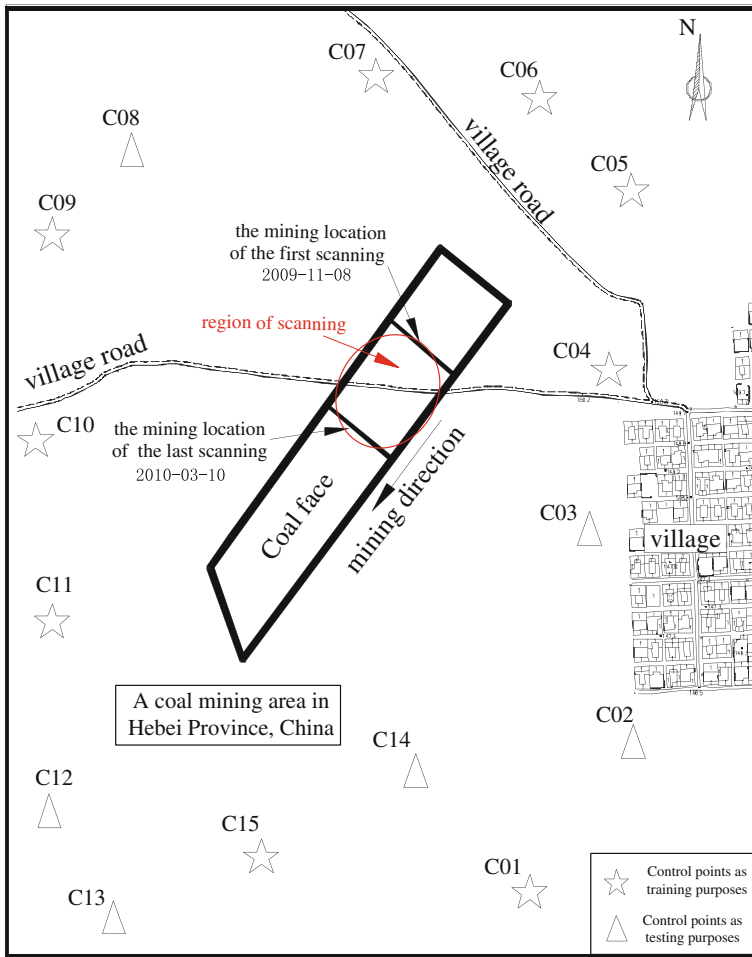 N
C07
C06
C08
village road
C05
C09
the mining location
of the first scanning
2009-11-08
region of scanning
village road
C04
C10
the mining location
of the last scanning
2010-03-10
mining direction
Coal face
C03
village
C11
A coal mining area in
Hebei Province, China
C02
C14
C12
C15
C01
C13
Control points as
training purposes
Control points as
testing purposes